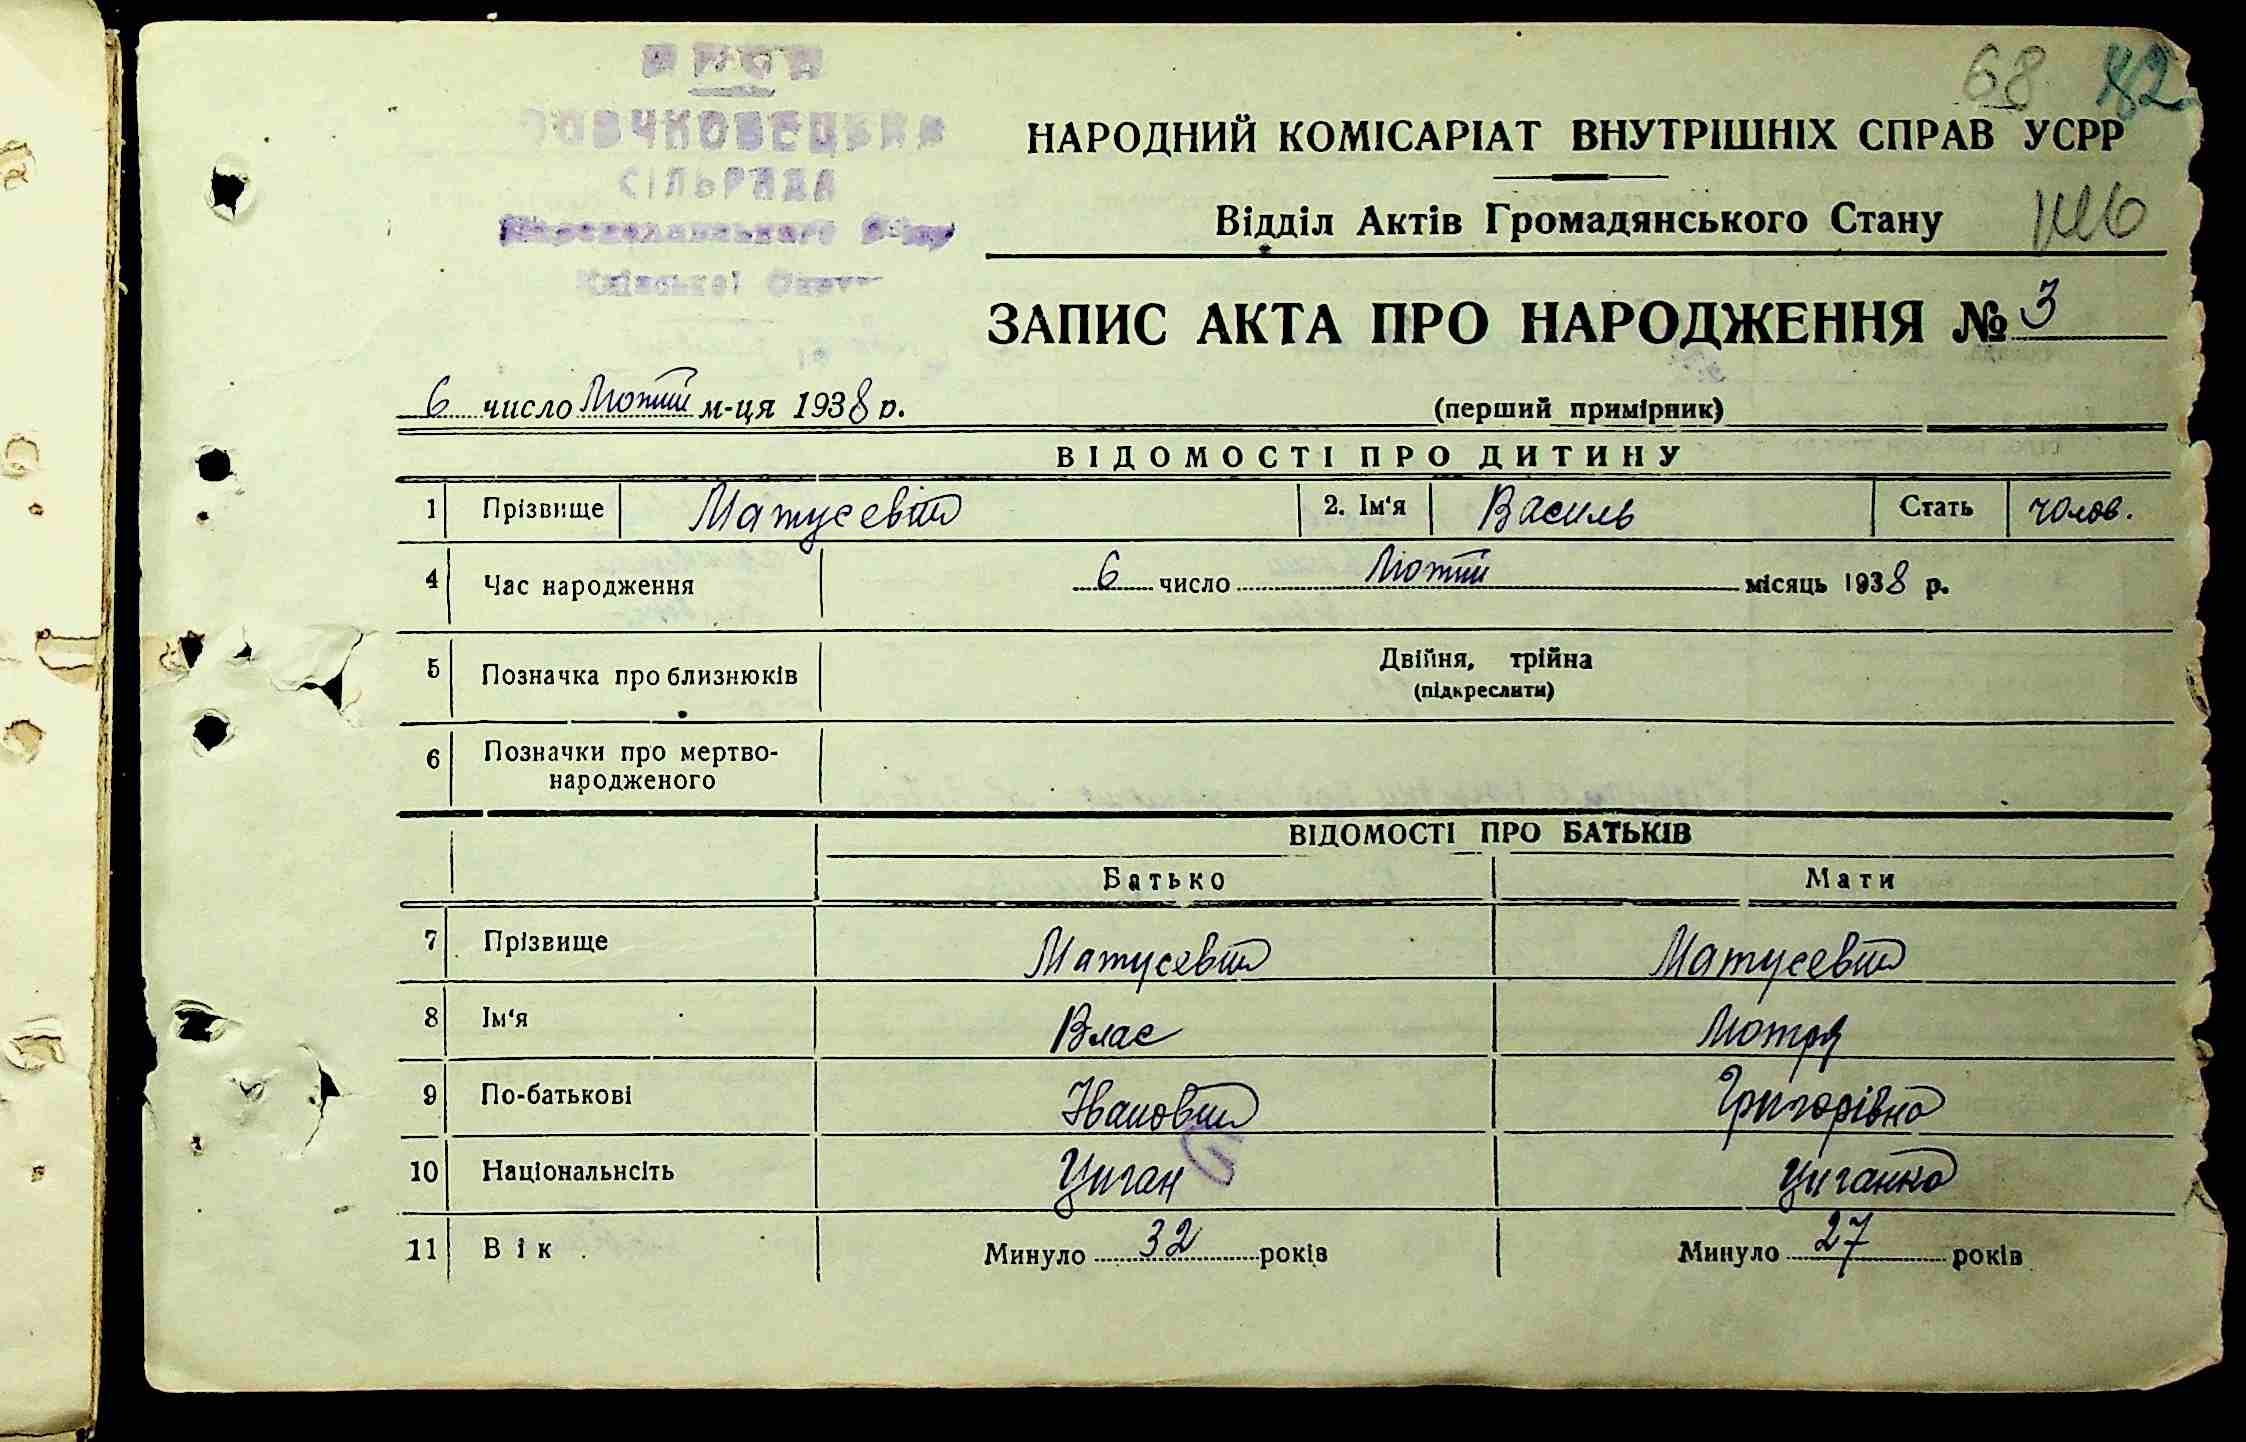 68 82
СІЛЬРАДА
Київської
НАРОДНИЙ КОМІСАРІАТ ВНУТРІШНІХ СПРАВ УСРР
Відділ Актів Громадянського Стану
ЗАПИС АКТА ПРО НАРОДЖЕННЯ № 3
6 число Лютий м-ця 1938 р. (перший примірник)
ВІДОМОСТІ ПРО ДИТИНУ
1 Прізвище Матусевич 2. Ім'я Василь Стать чолов.
4 Час народження 6 число Лютий місяць 1938 р.
5 Позначка про близнюків Двійня, трійна
(підкреслити)
6 Позначки про мертво-
народженого
ВІДОМОСТІ ПРО БАТЬКІВ
Батько Мати
7 Прізвище Матусевич Матусевич
8 Ім'я Влас Мотря
9 По-батькові Іванович Григорівна
10 Національнсіть Циган циганка
11 Вік Минуло 32 років Минуло 27 років